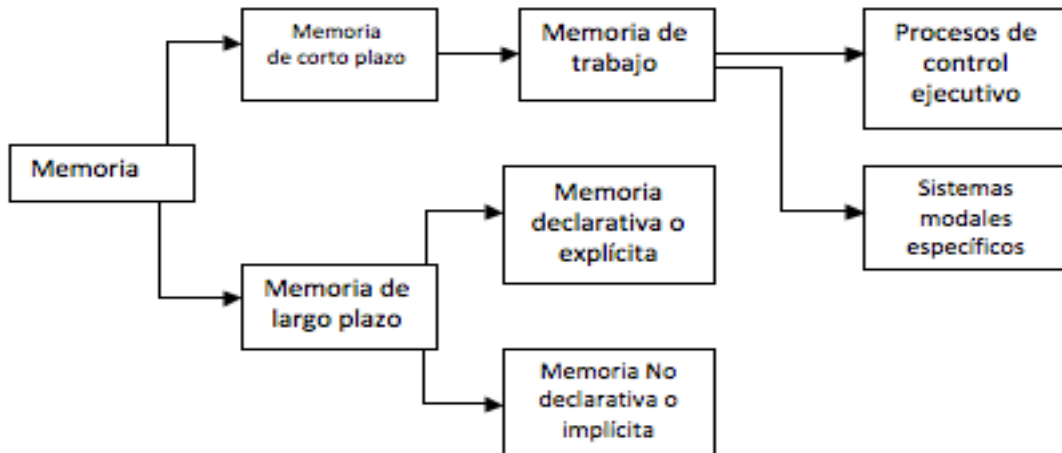 Memoria
Memoria
de corto plazo
Memoria de
trabajo
Procesos de
control
ejecutivo
Sistemas
modales
específicos
Memoria de
largo plazo
Memoria
declarativa o
explícita
Memoria No
declarativa o
implícita